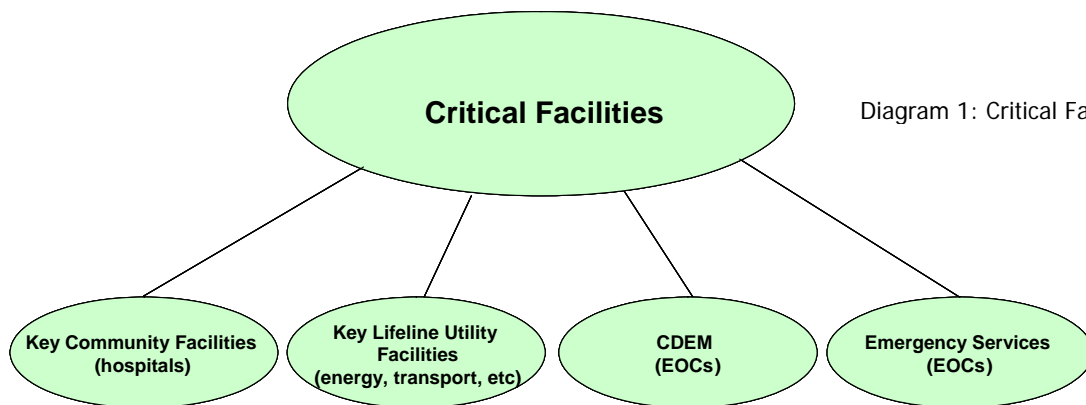 Critical Facilities
Diagram 1: Critical Fa
Key Community Facilities
(hospitals)
Key Lifeline Utility
Facilities
(energy, transport, etc)
CDEM
(EOCs)
Emergency Services
(EOCs)